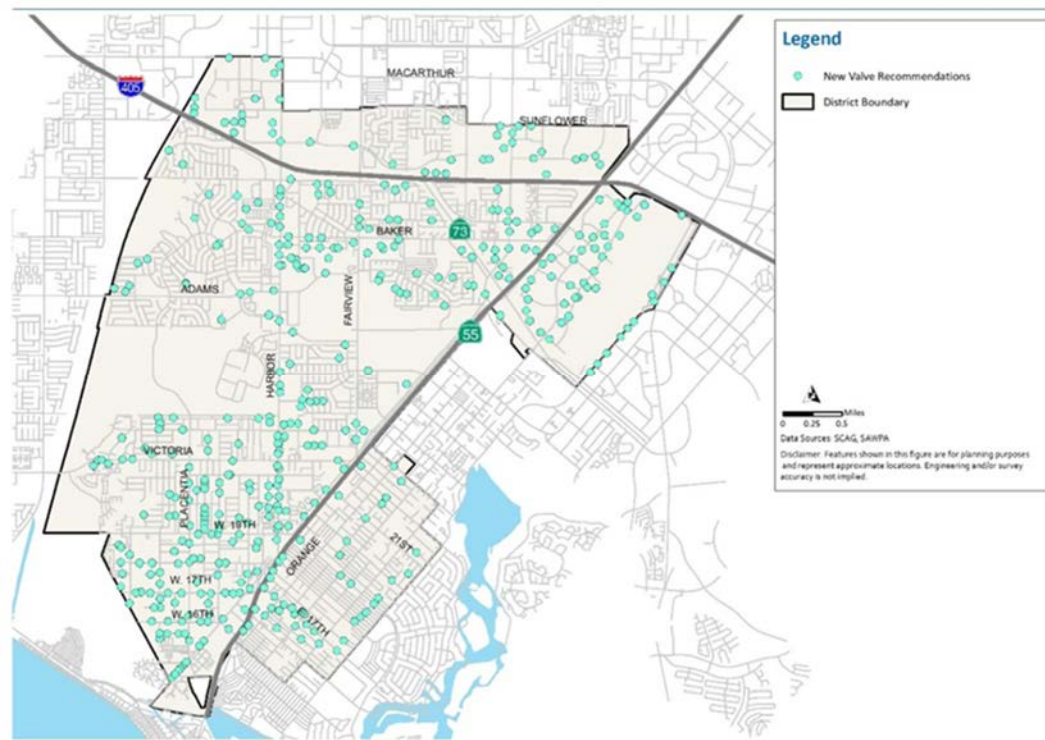 Legend
New Valve Recommendations
District Boundary
Miles
0 0.25 0.5
Data Sources: SCAG, SAWPA
Disclaimer: Features shown in this figure are for planning purposes
and represent approximate locations. Engineering and/or survey
accuracy is not implied.
405
MACARTHUR
SUNFLOWER
BAKER
73
ADAMS
FAIRVIEW
55
HARBOR
VICTORIA
PLACENTIA
W. 19TH
ORANGE
21ST
W. 17TH
W. 16TH
E. 17TH